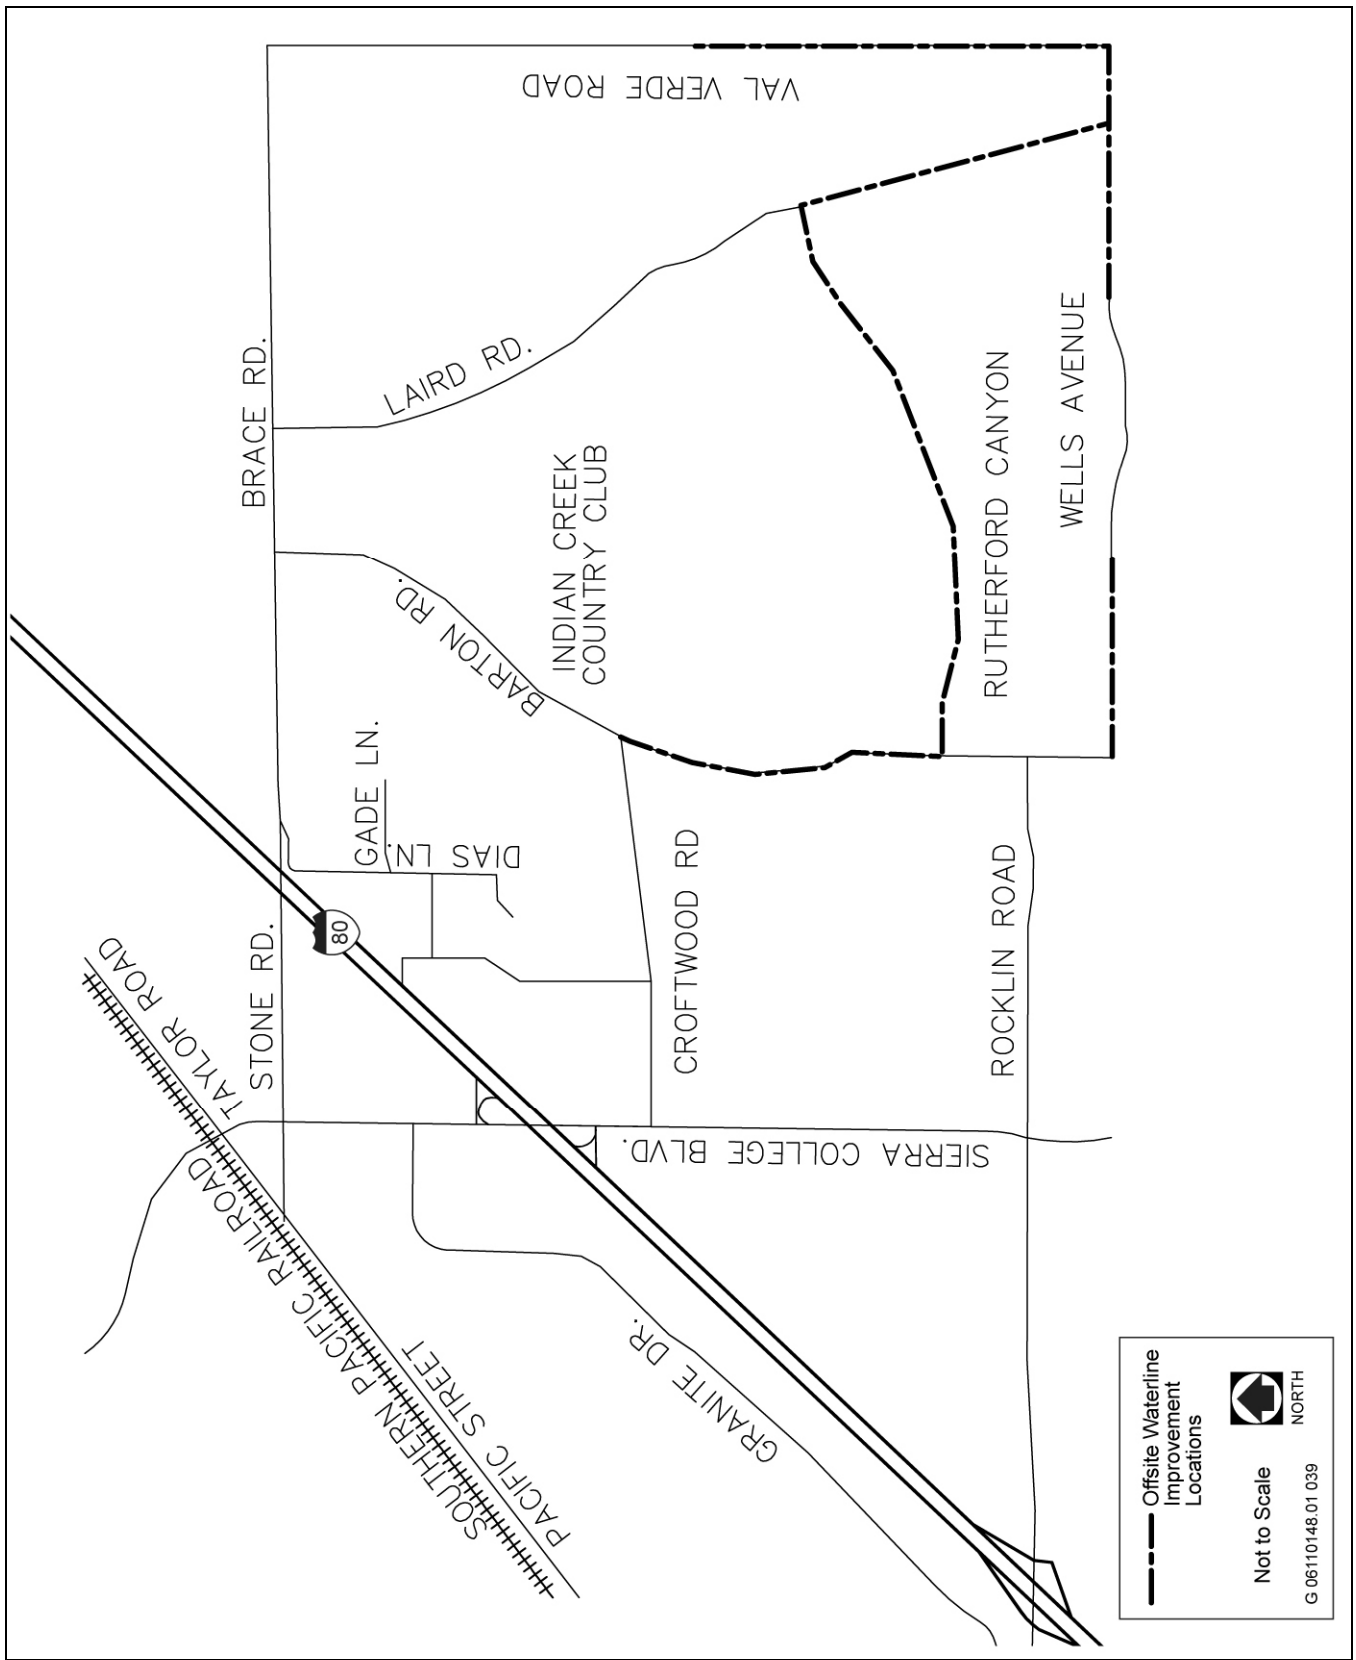 VAL VERDE ROAD
BRACE RD.
LAIRD RD.
INDIAN CREEK
COUNTRY CLUB
RUTHERFORD CANYON
WELLS AVENUE
BARTON RD.
GADE LN.
DIAS LN.
80
STONE RD.
TAYLOR ROAD
CROFTWOOD RD
ROCKLIN ROAD
SIERRA COLLEGE BLVD.
SOUTHERN PACIFIC RAILROAD
PACIFIC STREET
GRANITE DR.
Offsite Waterline
Improvement
Locations
Not to Scale
NORTH
G 06110148.01 039